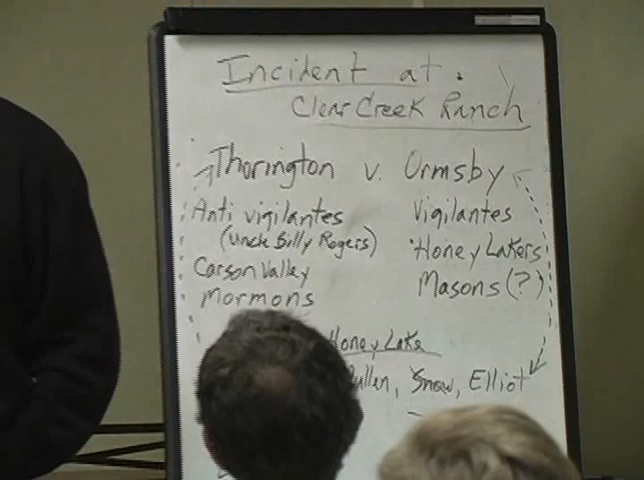 Incident at
Clear Creek Ranch
Thorington v. Ormsby
Anti vigilantes
(Uncle Billy Rogers)
Carson Valley
Mormons
Vigilantes
Honey Lakers
Masons (?)
Honey Lake
Snow, Elliot